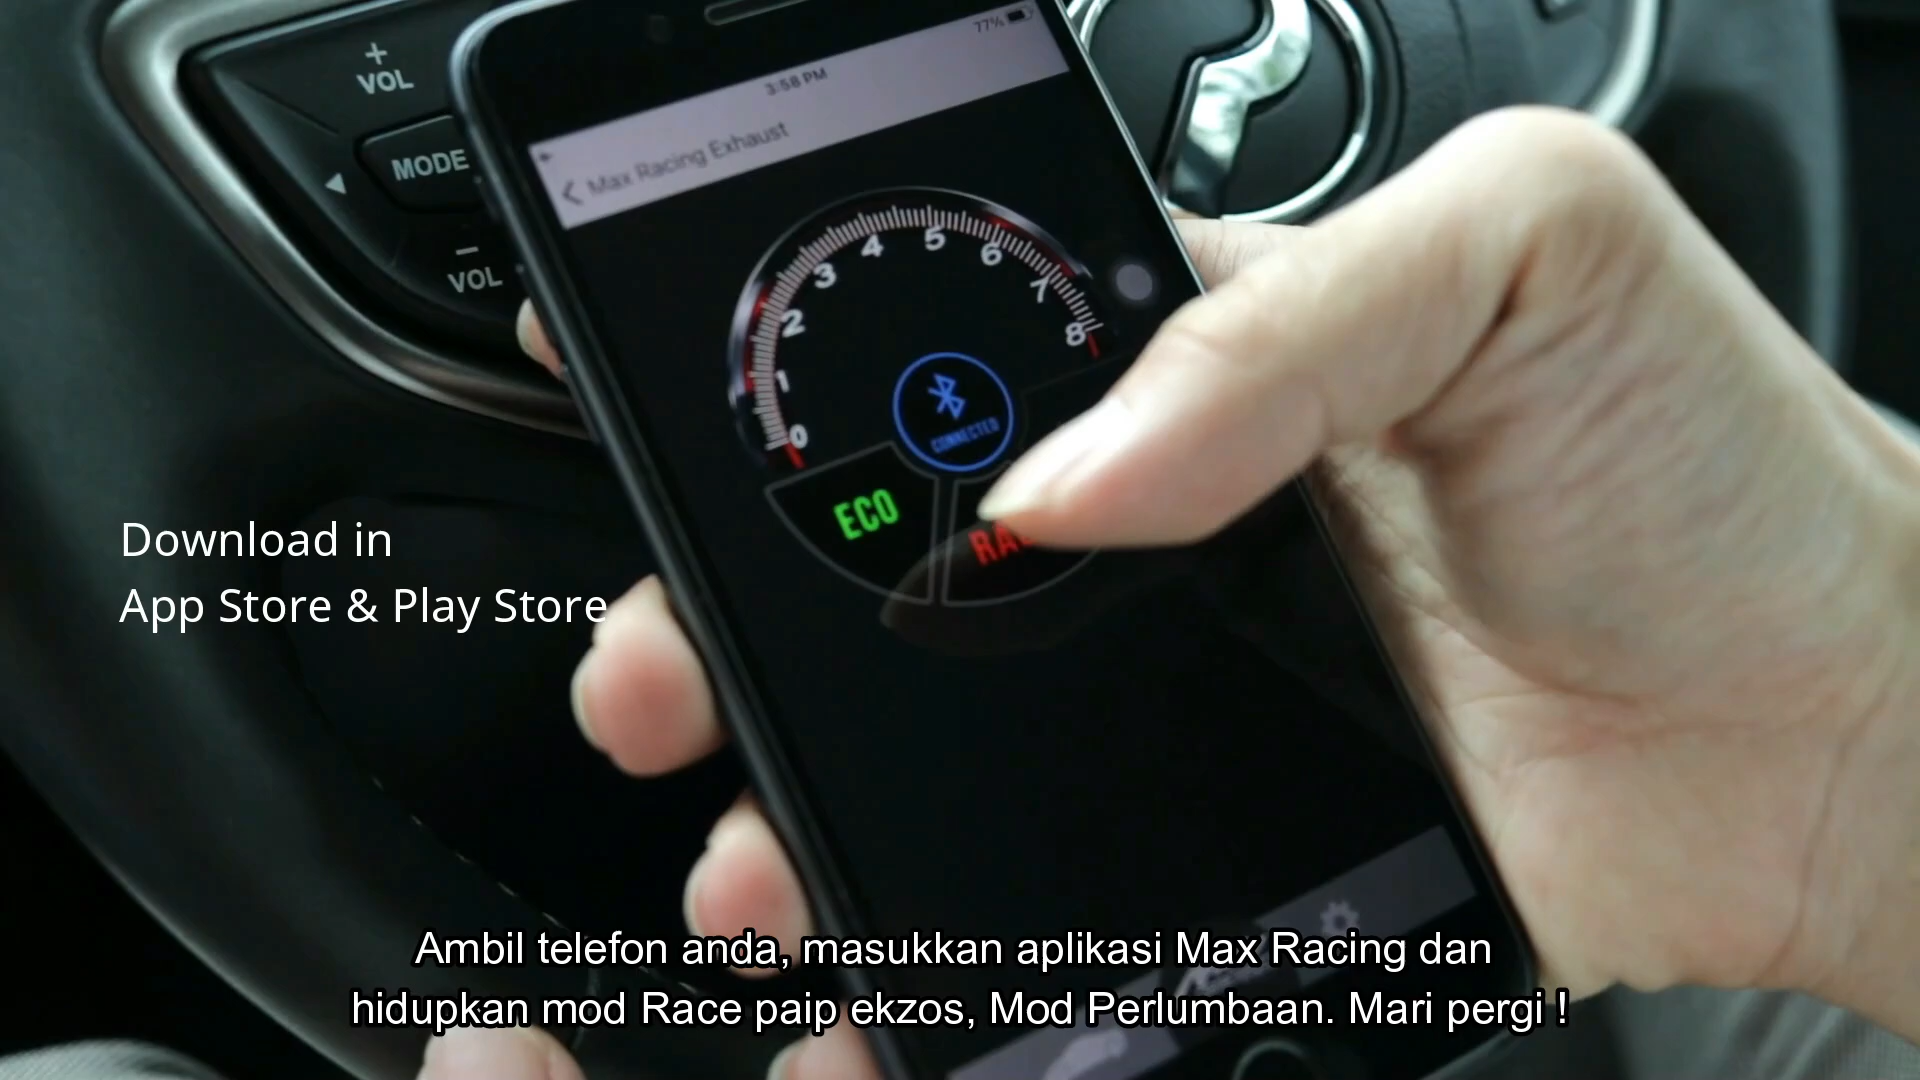 +
VOL
MODE
−
VOL
77%
3:58 PM
Max Racing Exhaust
0
1
2
3
4
5
6
7
8
CONNECTED
ECO
Download in
App Store & Play Store
Ambil telefon anda, masukkan aplikasi Max Racing dan
hidupkan mod Race paip ekzos, Mod Perlumbaan. Mari pergi !